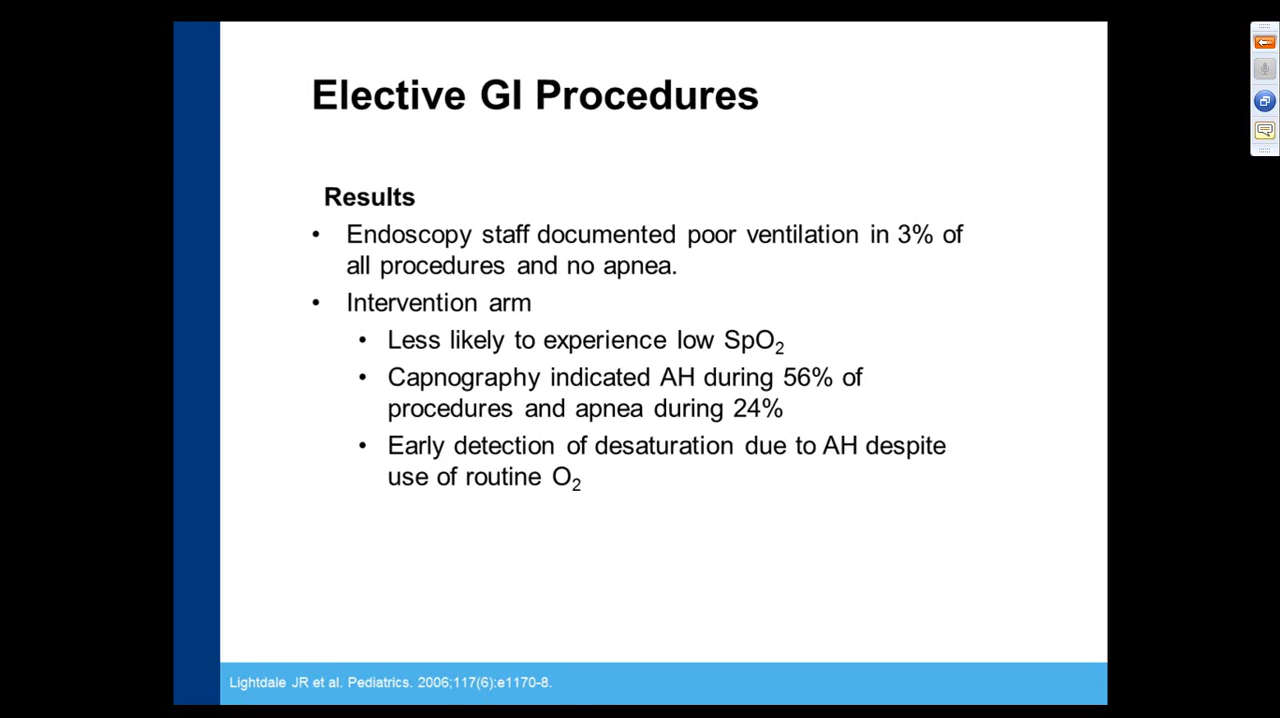 Elective GI Procedures
Results
• Endoscopy staff documented poor ventilation in 3% of
all procedures and no apnea.
• Intervention arm
• Less likely to experience low SpO₂
• Capnography indicated AH during 56% of
procedures and apnea during 24%
• Early detection of desaturation due to AH despite
use of routine O₂
Lightdale JR et al. Pediatrics. 2006;117(6):e1170-8.